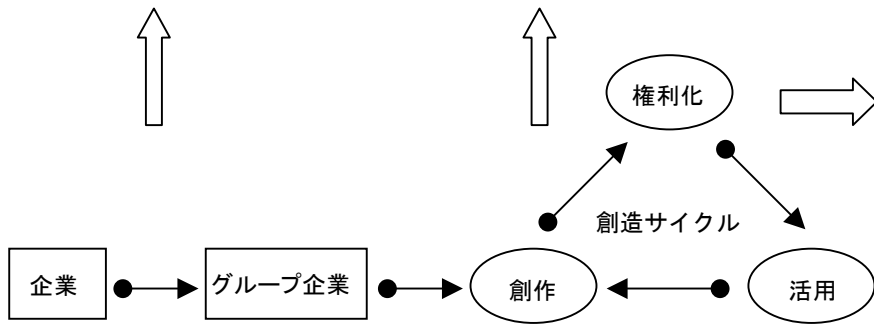 権利化
創造サイクル
企業
グループ企業
創作
活用